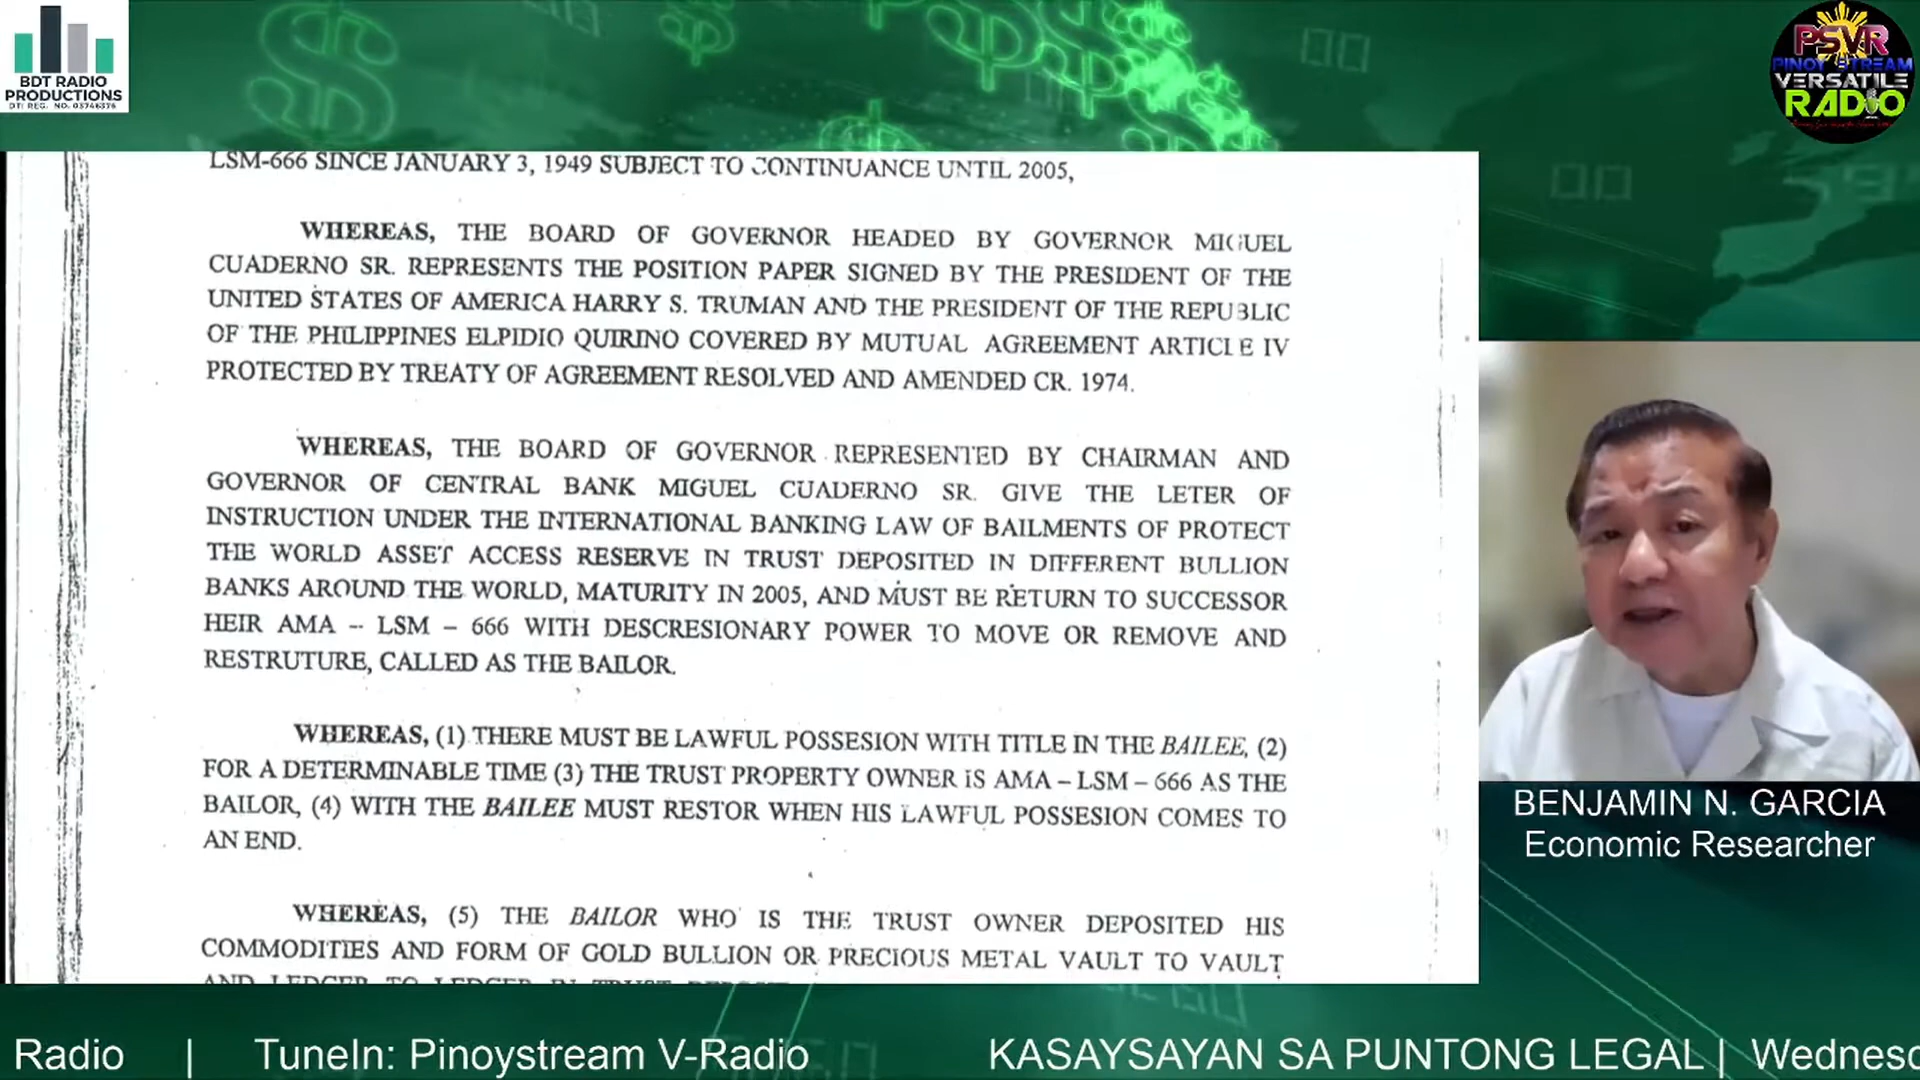 BDT RADIO
PRODUCTIONS
DTI REG. NO. 03746376
PSVR
PINOY STREAM
VERSATILE
RADIO
LSM-666 SINCE JANUARY 3, 1949 SUBJECT TO CONTINUANCE UNTIL 2005,
WHEREAS, THE BOARD OF GOVERNOR HEADED BY GOVERNOR MIGUEL
CUADERNO SR. REPRESENTS THE POSITION PAPER SIGNED BY THE PRESIDENT OF THE
UNITED STATES OF AMERICA HARRY S. TRUMAN AND THE PRESIDENT OF THE REPUBLIC
OF THE PHILIPPINES ELPIDIO QUIRINO COVERED BY MUTUAL AGREEMENT ARTICLE IV
PROTECTED BY TREATY OF AGREEMENT RESOLVED AND AMENDED CR. 1974.
WHEREAS, THE BOARD OF GOVERNOR REPRESENTED BY CHAIRMAN AND
GOVERNOR OF CENTRAL BANK MIGUEL CUADERNO SR. GIVE THE LETER OF
INSTRUCTION UNDER THE INTERNATIONAL BANKING LAW OF BAILMENTS OF PROTECT
THE WORLD ASSET ACCESS RESERVE IN TRUST DEPOSITED IN DIFFERENT BULLION
BANKS AROUND THE WORLD, MATURITY IN 2005, AND MUST BE RETURN TO SUCCESSOR
HEIR AMA – LSM – 666 WITH DESCRESIONARY POWER TO MOVE OR REMOVE AND
RESTRUTURE, CALLED AS THE BAILOR.
WHEREAS, (1) THERE MUST BE LAWFUL POSSESION WITH TITLE IN THE BAILEE, (2)
FOR A DETERMINABLE TIME (3) THE TRUST PROPERTY OWNER IS AMA – LSM – 666 AS THE
BAILOR, (4) WITH THE BAILEE MUST RESTOR WHEN HIS LAWFUL POSSESION COMES TO
AN END.
WHEREAS, (5) THE BAILOR WHO IS THE TRUST OWNER DEPOSITED HIS
COMMODITIES AND FORM OF GOLD BULLION OR PRECIOUS METAL VAULT TO VAULT
AND LEDGER TO LEDGER IN TRUST
BENJAMIN N. GARCIA
Economic Researcher
Radio | TuneIn: Pinoystream V-Radio KASAYSAYAN SA PUNTONG LEGAL | Wednesd